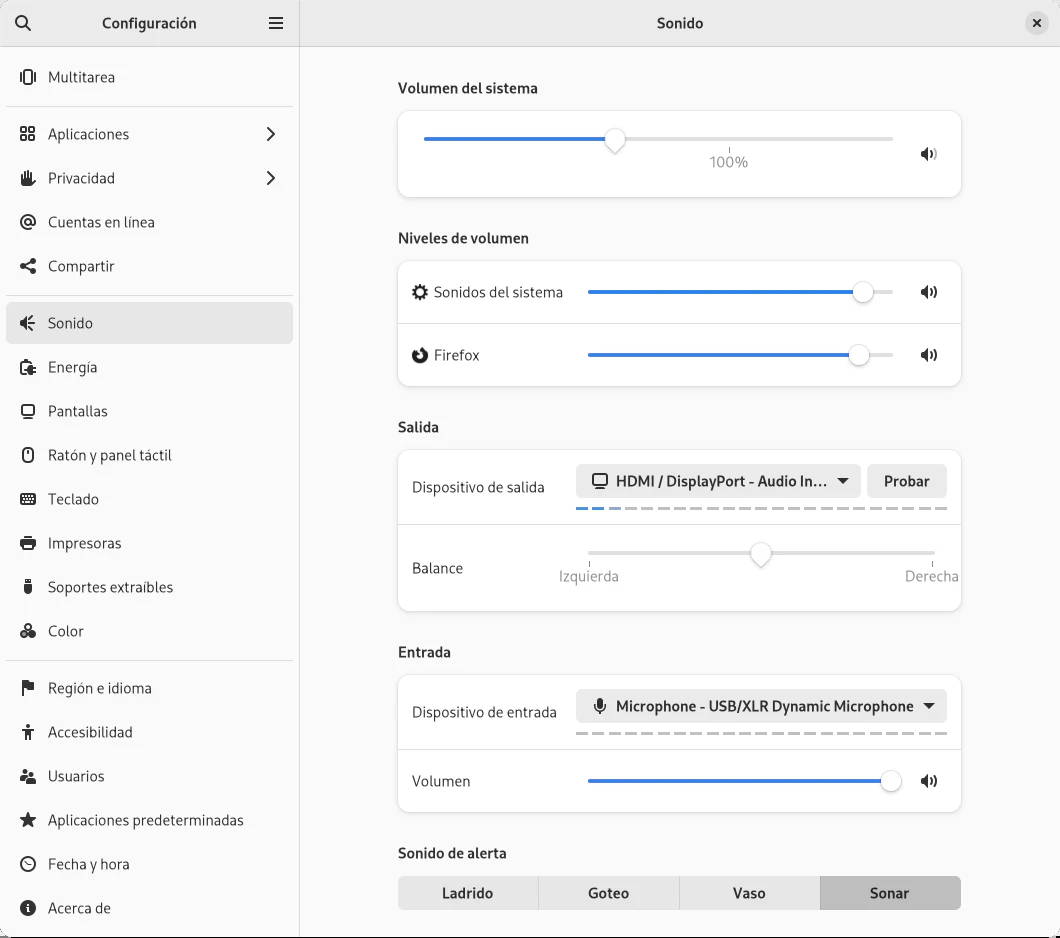 Configuración
Sonido
Multitarea
Aplicaciones
Privacidad
Cuentas en línea
Compartir
Sonido
Energía
Pantallas
Ratón y panel táctil
Teclado
Impresoras
Soportes extraíbles
Color
Región e idioma
Accesibilidad
Usuarios
Aplicaciones predeterminadas
Fecha y hora
Acerca de
Volumen del sistema
100%
Niveles de volumen
Sonidos del sistema
Firefox
Salida
Dispositivo de salida
HDMI / DisplayPort - Audio In...
Probar
Balance
Izquierda
Derecha
Entrada
Dispositivo de entrada
Microphone - USB/XLR Dynamic Microphone
Volumen
Sonido de alerta
Ladrido
Goteo
Vaso
Sonar